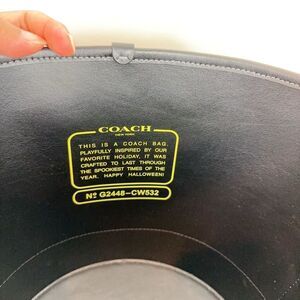 COACH
NEW YORK
THIS IS A COACH BAG.
PLAYFULLY INSPIRED BY OUR
FAVORITE HOLIDAY, IT WAS
CRAFTED TO LAST THROUGH
THE SPOOKIEST TIMES OF THE
YEAR. HAPPY HALLOWEEN!
Nº G2448-CW532